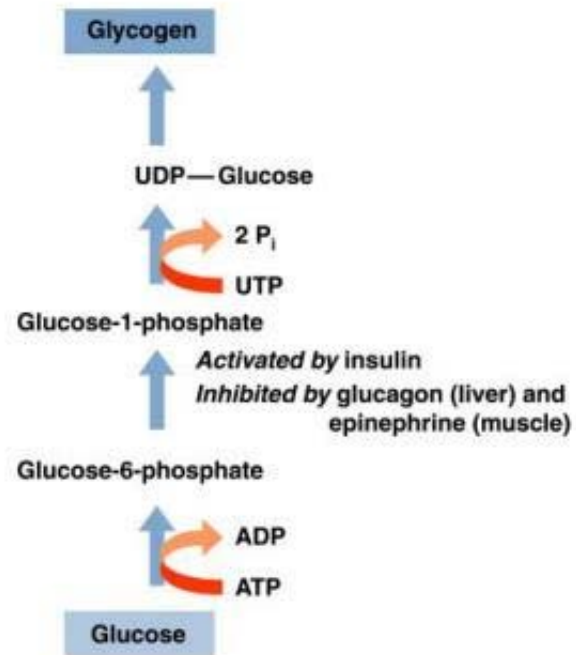 Glycogen
UDP—Glucose
2 Pi
UTP
Glucose-1-phosphate
Activated by insulin
Inhibited by glucagon (liver) and
epinephrine (muscle)
Glucose-6-phosphate
ADP
ATP
Glucose